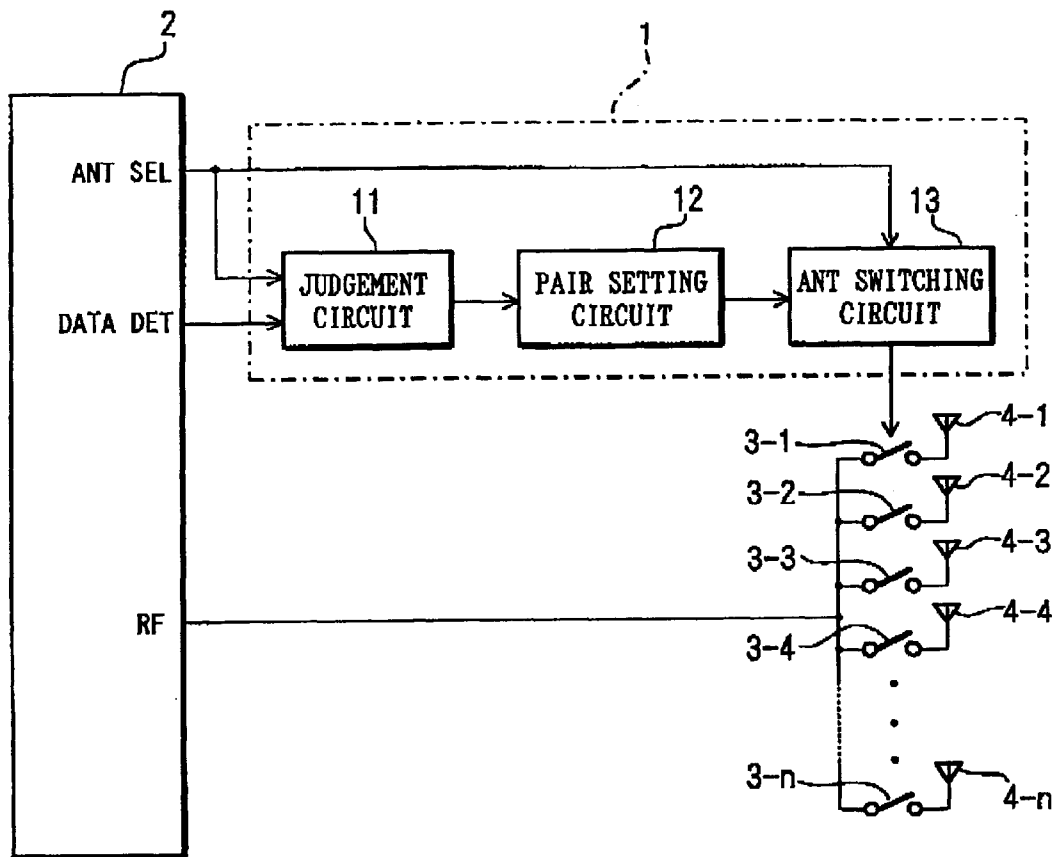 2
1
ANT SEL
11
12
13
JUDGEMENT
CIRCUIT
PAIR SETTING
CIRCUIT
ANT SWITCHING
CIRCUIT
DATA DET
3-1
4-1
3-2
4-2
3-3
4-3
RF
3-4
4-4
3-n
4-n